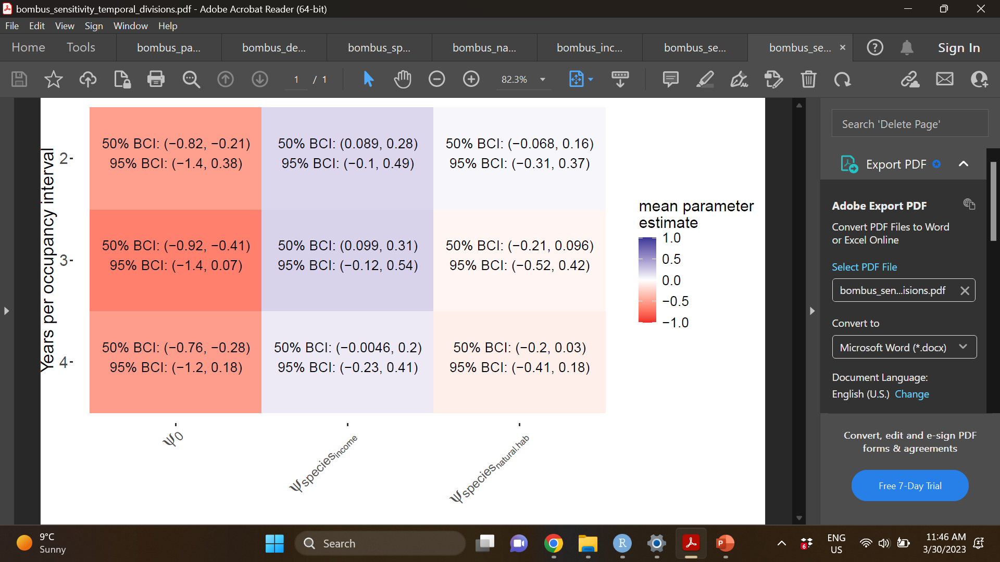 bombus_sensitivity_temporal_divisions.pdf - Adobe Acrobat Reader (64-bit)
File Edit View Sign Window Help
Home Tools bombus_pa... bombus_de... bombus_sp... bombus_na... bombus_inc... bombus_se... bombus_se... × ? Sign In
1 / 1 82.3%
Years per occupancy interval
2-
50% BCI: (−0.82, −0.21) 50% BCI: (0.089, 0.28) 50% BCI: (−0.068, 0.16)
95% BCI: (−1.4, 0.38) 95% BCI: (−0.1, 0.49) 95% BCI: (−0.31, 0.37)
3-
50% BCI: (−0.92, −0.41) 50% BCI: (0.099, 0.31) 50% BCI: (−0.21, 0.096)
95% BCI: (−1.4, 0.07) 95% BCI: (−0.12, 0.54) 95% BCI: (−0.52, 0.42)
4-
50% BCI: (−0.76, −0.28) 50% BCI: (−0.0046, 0.2) 50% BCI: (−0.2, 0.03)
95% BCI: (−1.2, 0.18) 95% BCI: (−0.23, 0.41) 95% BCI: (−0.41, 0.18)
ψ0 ψspeciesincome ψspeciesnatural.hab
mean parameter
estimate
1.0
0.5
0.0
−0.5
−1.0
Search 'Delete Page'
Export PDF
Adobe Export PDF
Convert PDF Files to Word
or Excel Online
Select PDF File
bombus_sen...isions.pdf
Convert to
Microsoft Word (*.docx)
Document Language:
English (U.S.) Change
Convert, edit and e-sign PDF
forms & agreements
Free 7-Day Trial
9°C
Sunny
Search
R
P
6
ENG
US
11:46 AM
3/30/2023